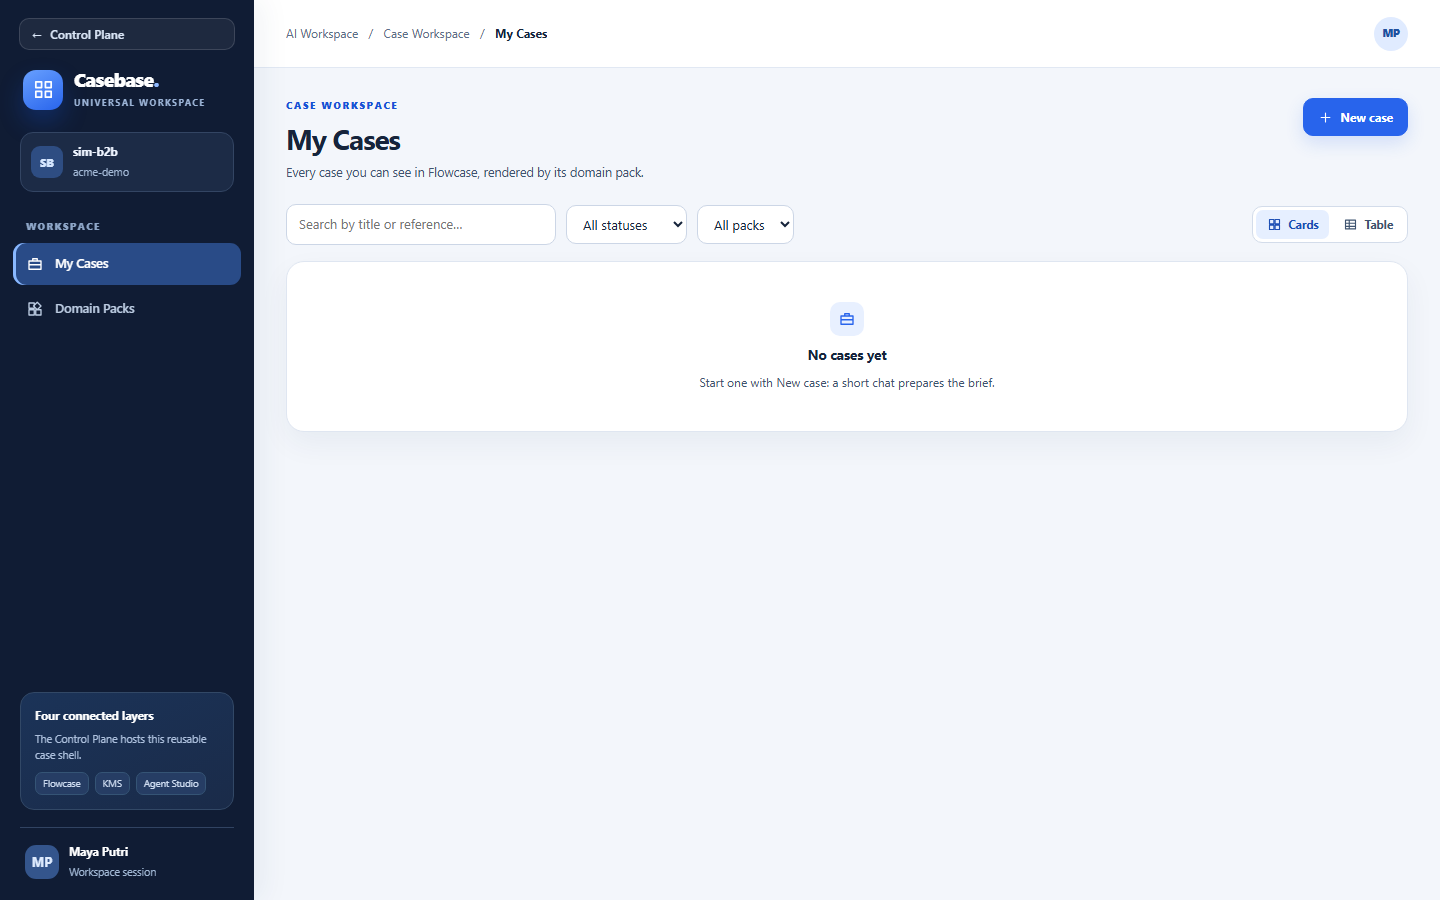 ← Control Plane
Casebase.
UNIVERSAL WORKSPACE
SB
sim-b2b
acme-demo
WORKSPACE
My Cases
Domain Packs
Four connected layers
The Control Plane hosts this reusable
case shell.
Flowcase KMS Agent Studio
MP
Maya Putri
Workspace session
AI Workspace / Case Workspace / My Cases
MP
CASE WORKSPACE
My Cases
Every case you can see in Flowcase, rendered by its domain pack.
+ New case
Search by title or reference...
All statuses
All packs
Cards
Table
No cases yet
Start one with New case: a short chat prepares the brief.